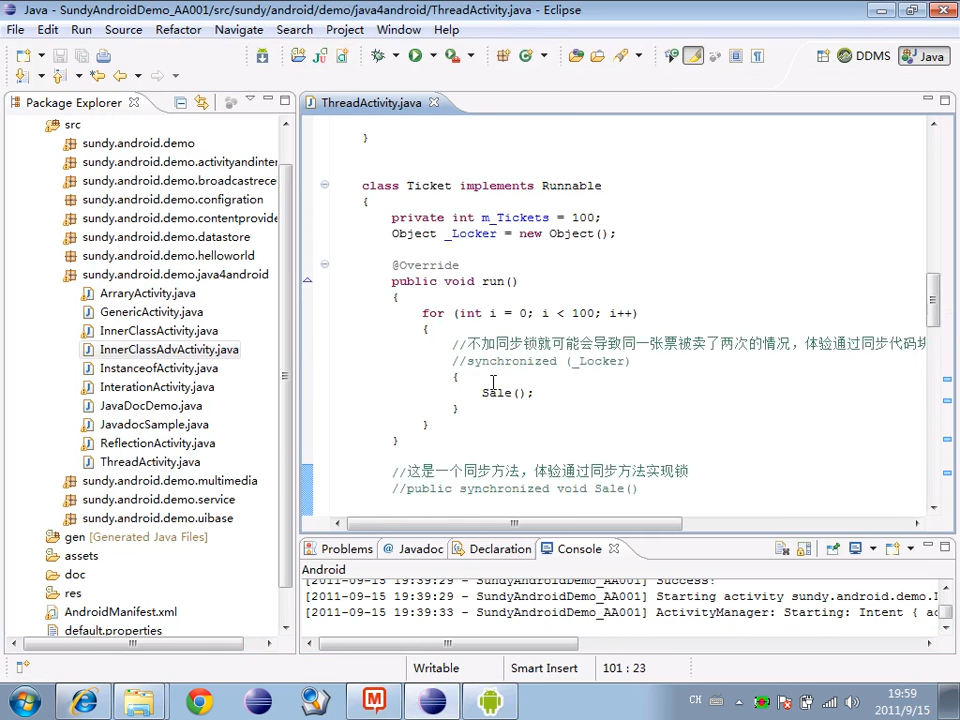 Java - SundyAndroidDemo_AA001/src/sundy/android/demo/java4android/ThreadActivity.java - Eclipse
File Edit Run Source Refactor Navigate Search Project Window Help
DDMS
Java
Package Explorer
src
sundy.android.demo
sundy.android.demo.activityandinter
sundy.android.demo.broadcastrece
sundy.android.demo.configration
sundy.android.demo.contentprovide
sundy.android.demo.datastore
sundy.android.demo.helloworld
sundy.android.demo.java4android
ArraryActivity.java
GenericActivity.java
InnerClassActivity.java
InnerClassAdvActivity.java
InstanceofActivity.java
InterationActivity.java
JavaDocDemo.java
JavadocSample.java
ReflectionActivity.java
ThreadActivity.java
sundy.android.demo.multimedia
sundy.android.demo.service
sundy.android.demo.uibase
gen [Generated Java Files]
assets
doc
res
AndroidManifest.xml
default.properties
ThreadActivity.java
}
class Ticket implements Runnable
{
private int m_Tickets = 100;
Object _Locker = new Object();
@Override
public void run()
{
for (int i = 0; i < 100; i++)
{
//不加同步锁就可能会导致同一张票被卖了两次的情况，体验通过同步代码块
//synchronized (_Locker)
{
Sale();
}
}
}
//这是一个同步方法，体验通过同步方法实现锁
//public synchronized void Sale()
Problems Javadoc Declaration Console
Android
[2011-09-15 19:39:29 - SundyAndroidDemo_AA001] Success!
[2011-09-15 19:39:29 - SundyAndroidDemo_AA001] Starting activity sundy.android.demo.
[2011-09-15 19:39:33 - SundyAndroidDemo_AA001] ActivityManager: Starting: Intent { ac
Writable
Smart Insert
101 : 23
CH
19:59
2011/9/15